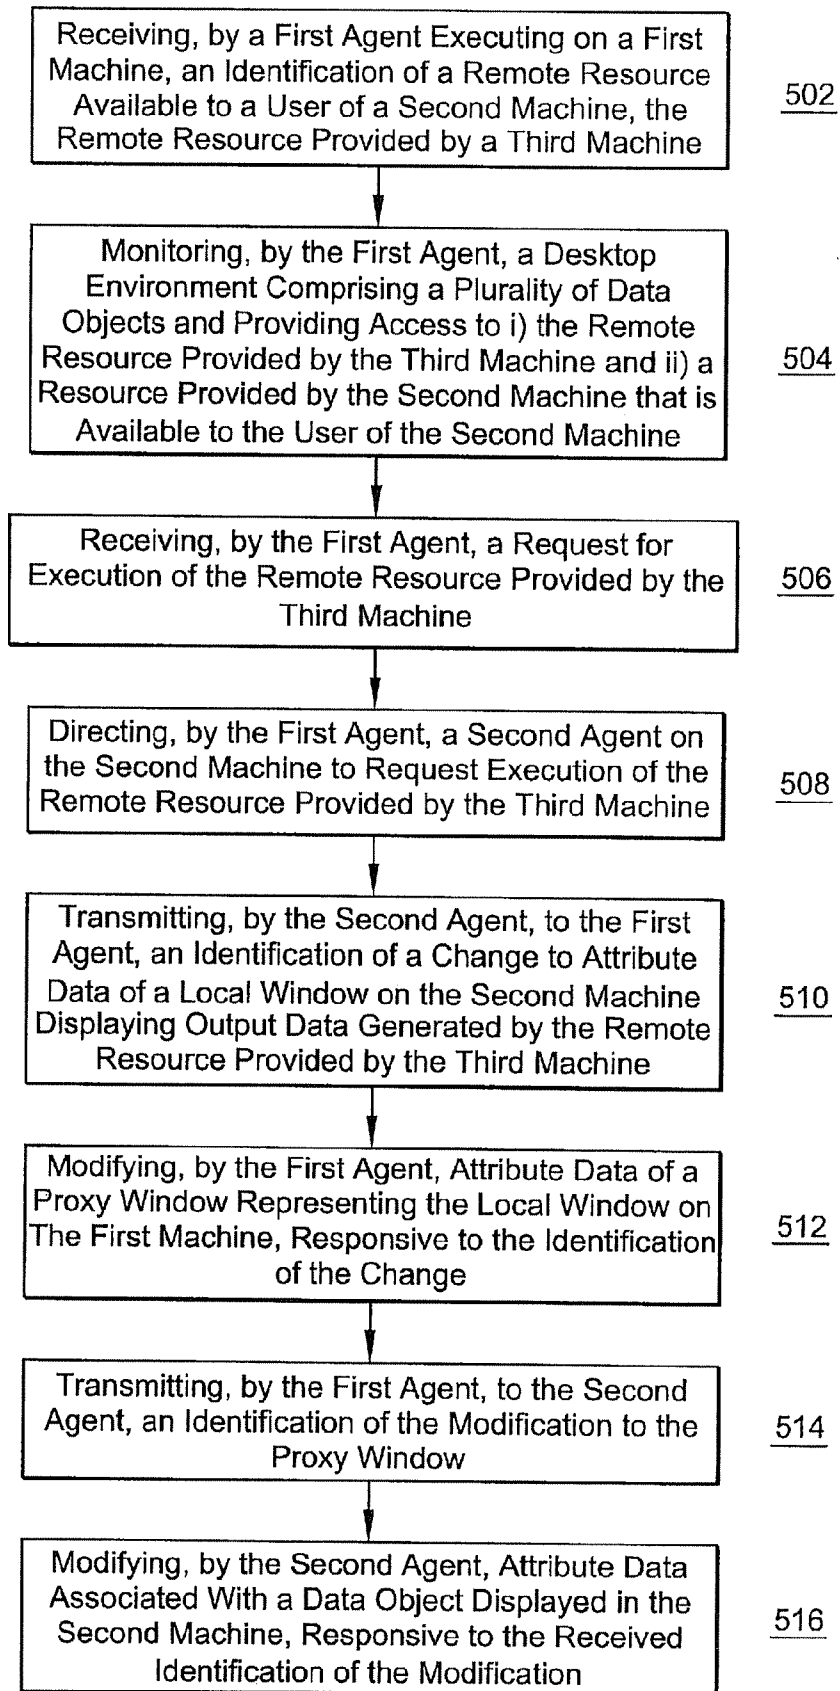 Receiving, by a First Agent Executing on a First
Machine, an Identification of a Remote Resource
Available to a User of a Second Machine, the
Remote Resource Provided by a Third Machine
502
Monitoring, by the First Agent, a Desktop
Environment Comprising a Plurality of Data
Objects and Providing Access to i) the Remote
Resource Provided by the Third Machine and ii) a
Resource Provided by the Second Machine that is
Available to the User of the Second Machine
504
Receiving, by the First Agent, a Request for
Execution of the Remote Resource Provided by the
Third Machine
506
Directing, by the First Agent, a Second Agent on
the Second Machine to Request Execution of the
Remote Resource Provided by the Third Machine
508
Transmitting, by the Second Agent, to the First
Agent, an Identification of a Change to Attribute
Data of a Local Window on the Second Machine
Displaying Output Data Generated by the Remote
Resource Provided by the Third Machine
510
Modifying, by the First Agent, Attribute Data of a
Proxy Window Representing the Local Window on
The First Machine, Responsive to the Identification
of the Change
512
Transmitting, by the First Agent, to the Second
Agent, an Identification of the Modification to the
Proxy Window
514
Modifying, by the Second Agent, Attribute Data
Associated With a Data Object Displayed in the
Second Machine, Responsive to the Received
Identification of the Modification
516